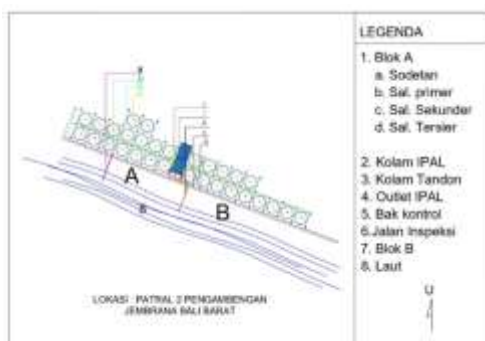 A
B
8
LOKASI : PATRAL 2 PENGAMBENGAN
JEMBRANA BALI BARAT
LEGENDA
1. Blok A
a. Sodetan
b. Sal. primer
c. Sal. Sekunder
d. Sal. Tersier
2. Kolam IPAL
3. Kolam Tandon
4. Outlet IPAL
5. Bak kontrol
6.Jalan Inspeksi
7. Blok B
8. Laut
U